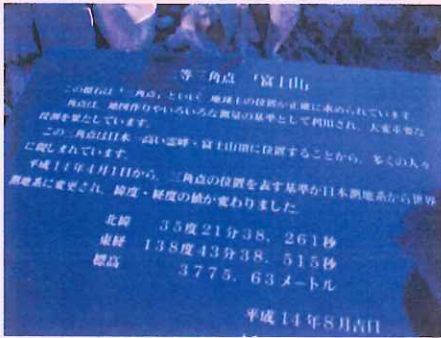 等三角点 「富士山」
この標石は「三角点」といい、地球上の位置が正確に求められています
角点は、地図作りやいろいろな測量の基準として利用され、大変重要な
役割を果たしています。
この三角点は日本一高い霊峰・富士山頂に位置することから、多くの人々
に親しまれています。
平成14年4月1日から、三角点の位置を表す基準が日本測地系から世界
測地系に変更され、緯度・経度の値が変わりました。
北緯 35度21分38.261秒
東経 138度43分38.515秒
標高 3775.63メートル
平成14年8月吉日